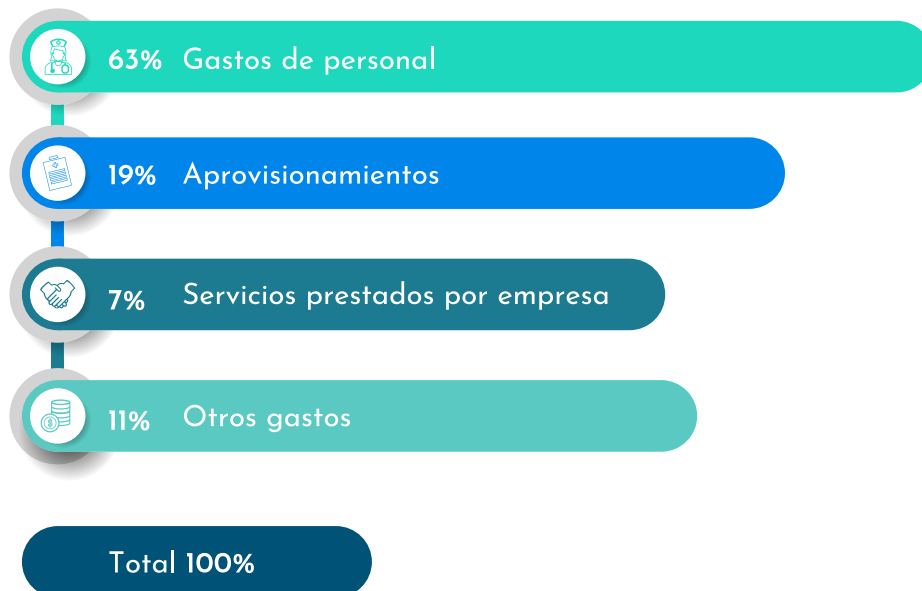 63% Gastos de personal
19% Aprovisionamientos
7% Servicios prestados por empresa
11% Otros gastos
Total 100%